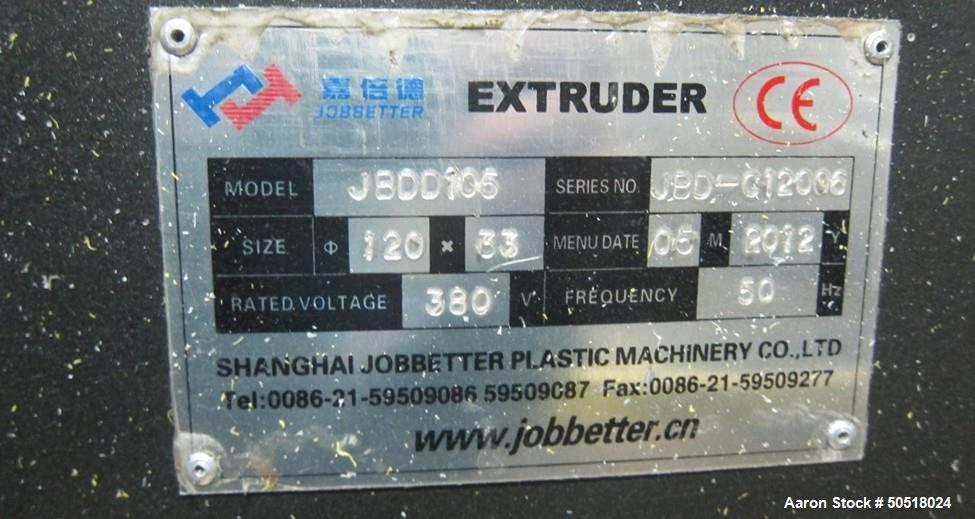 嘉倍德
JOBBETTER
EXTRUDER
CE
MODEL JBDD105 SERIES NO. JBD-G12006
SIZE Φ 120 × 33 MENU DATE 05 M 2012 Y
RATED VOLTAGE 380 V FREQUENCY 50 Hz
SHANGHAI JOBBETTER PLASTIC MACHINERY CO.,LTD
Tel:0086-21-59509086 59509087 Fax:0086-21-59509277
www.jobbetter.cn
Aaron Stock # 50518024